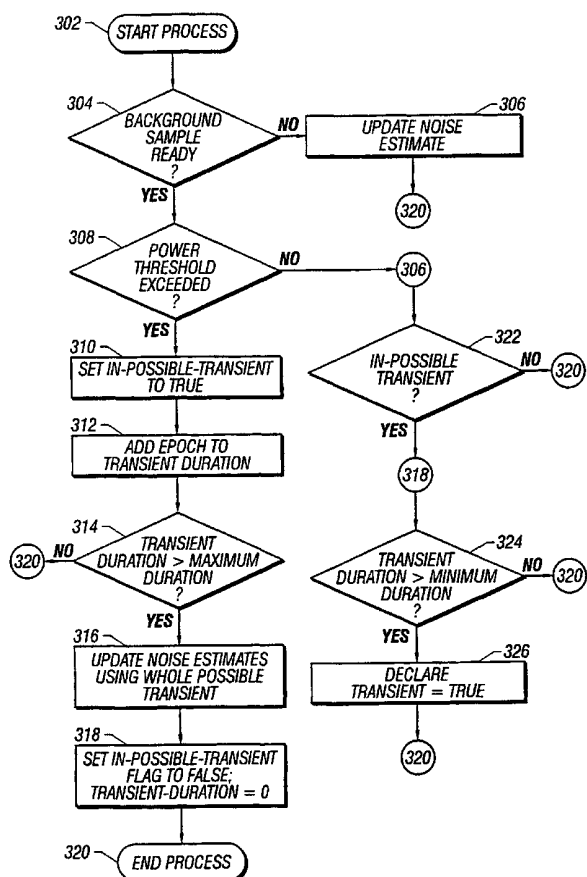 302
START PROCESS
304
BACKGROUND
SAMPLE
READY
?
NO
YES
306
UPDATE NOISE
ESTIMATE
320
308
POWER
THRESHOLD
EXCEEDED
?
NO
YES
306
310
SET IN-POSSIBLE-TRANSIENT
TO TRUE
312
ADD EPOCH TO
TRANSIENT DURATION
314
TRANSIENT
DURATION > MAXIMUM
DURATION
?
NO
320
YES
316
UPDATE NOISE ESTIMATES
USING WHOLE POSSIBLE
TRANSIENT
318
SET IN-POSSIBLE-TRANSIENT
FLAG TO FALSE;
TRANSIENT-DURATION = 0
320
END PROCESS
322
IN-POSSIBLE
TRANSIENT
?
NO
320
YES
318
324
TRANSIENT
DURATION > MINIMUM
DURATION
?
NO
320
YES
326
DECLARE
TRANSIENT = TRUE
320